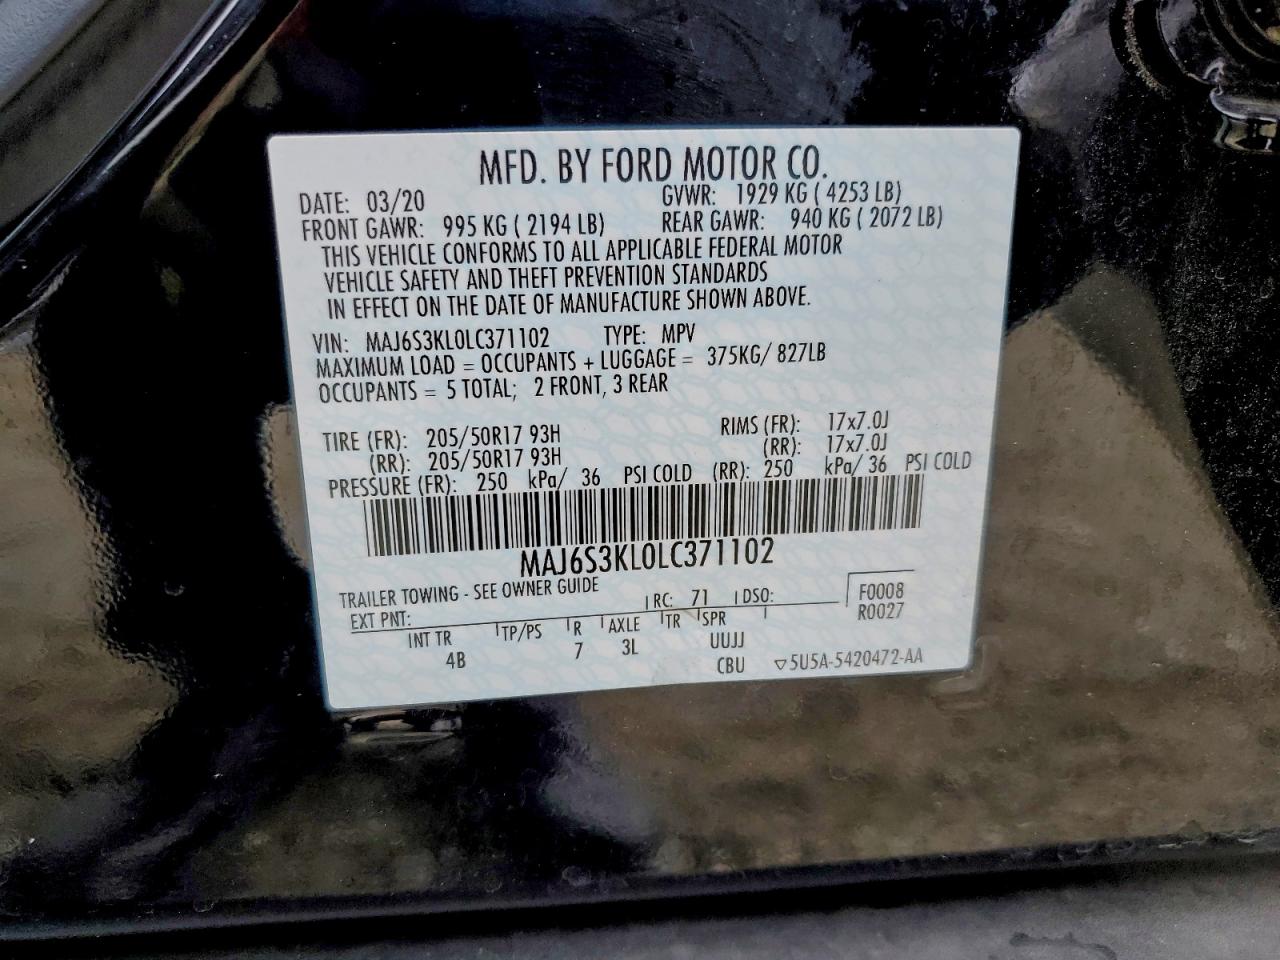 MFD. BY FORD MOTOR CO.
DATE: 03/20 GVWR: 1929 KG ( 4253 LB)
FRONT GAWR: 995 KG ( 2194 LB) REAR GAWR: 940 KG ( 2072 LB)
THIS VEHICLE CONFORMS TO ALL APPLICABLE FEDERAL MOTOR
VEHICLE SAFETY AND THEFT PREVENTION STANDARDS
IN EFFECT ON THE DATE OF MANUFACTURE SHOWN ABOVE.
VIN: MAJ6S3KL0LC371102 TYPE: MPV
MAXIMUM LOAD = OCCUPANTS + LUGGAGE = 375KG/ 827LB
OCCUPANTS = 5 TOTAL; 2 FRONT, 3 REAR
TIRE (FR): 205/50R17 93H RIMS (FR): 17x7.0J
(RR): 205/50R17 93H (RR): 17x7.0J
PRESSURE (FR): 250 kPa/ 36 PSI COLD (RR): 250 kPa/ 36 PSI COLD
MAJ6S3KL0LC371102
TRAILER TOWING - SEE OWNER GUIDE
EXT PNT: RC: 71 DSO: F0008
R0027
INT TR TP/PS R AXLE TR SPR
4B 7 3L UUJJ
CBU ▽5U5A-5420472-AA